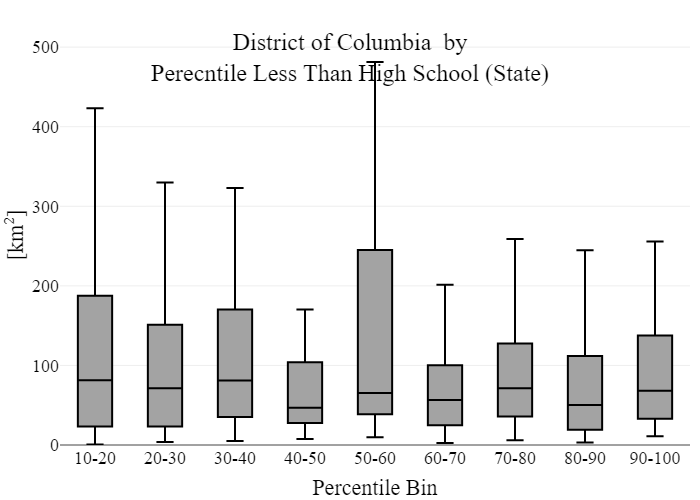 District of Columbia  by
Perecntile Less Than High School (State)
[km²]
500
400
300
200
100
0
10-20 20-30 30-40 40-50 50-60 60-70 70-80 80-90 90-100
Percentile Bin